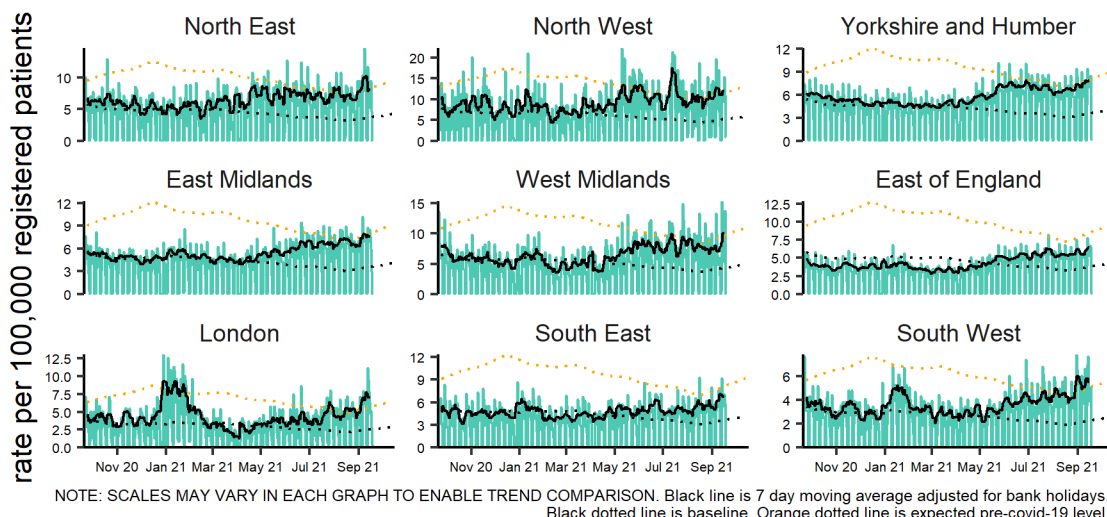 rate per 100,000 registered patients
North East
10
5
0
North West
20
15
10
5
0
Yorkshire and Humber
12
9
6
3
0
East Midlands
12
9
6
3
0
West Midlands
15
10
5
0
East of England
12.5
10.0
7.5
5.0
2.5
0.0
London
12.5
10.0
7.5
5.0
2.5
0.0
South East
12
9
6
3
0
South West
6
4
2
0
Nov 20 Jan 21 Mar 21 May 21 Jul 21 Sep 21
Nov 20 Jan 21 Mar 21 May 21 Jul 21 Sep 21
Nov 20 Jan 21 Mar 21 May 21 Jul 21 Sep 21
NOTE: SCALES MAY VARY IN EACH GRAPH TO ENABLE TREND COMPARISON. Black line is 7 day moving average adjusted for bank holidays.
Black dotted line is baseline. Orange dotted line is expected pre-covid-19 level